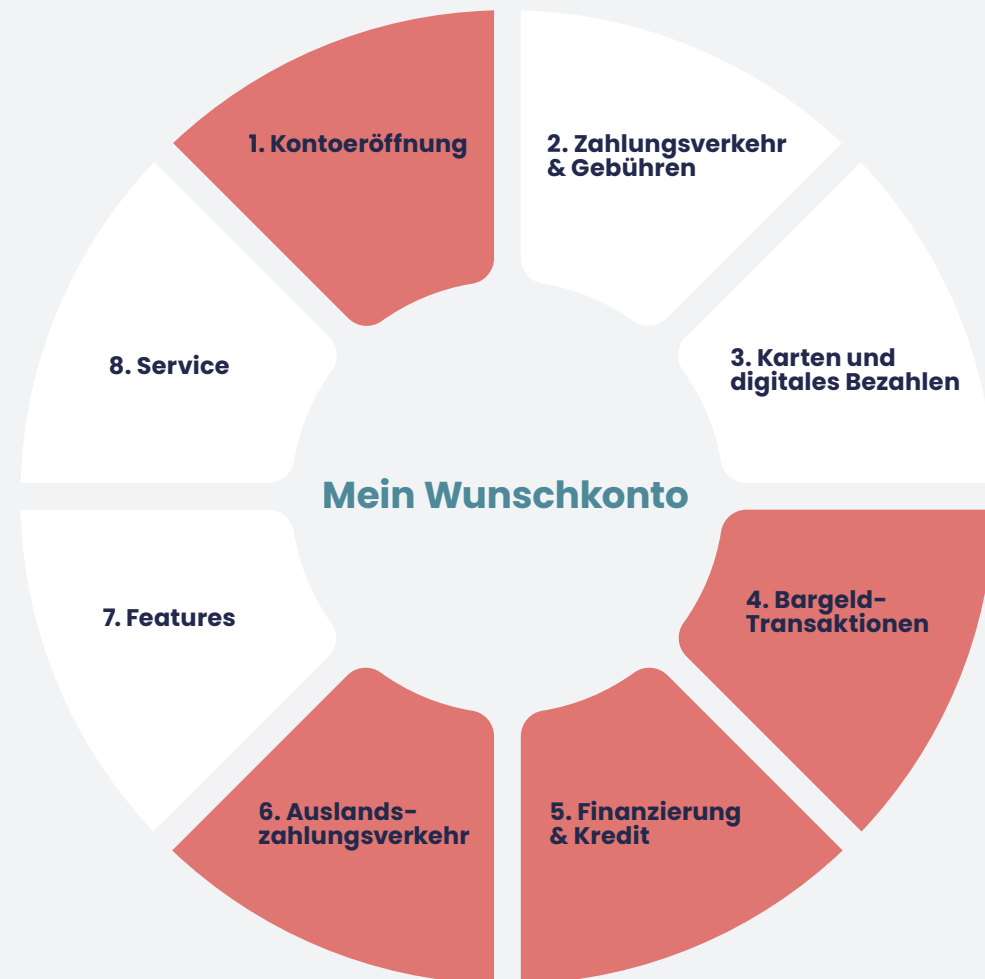 1. Kontoeröffnung
2. Zahlungsverkehr
& Gebühren
3. Karten und
digitales Bezahlen
8. Service
Mein Wunschkonto
4. Bargeld-
Transaktionen
7. Features
6. Auslands-
zahlungsverkehr
5. Finanzierung
& Kredit